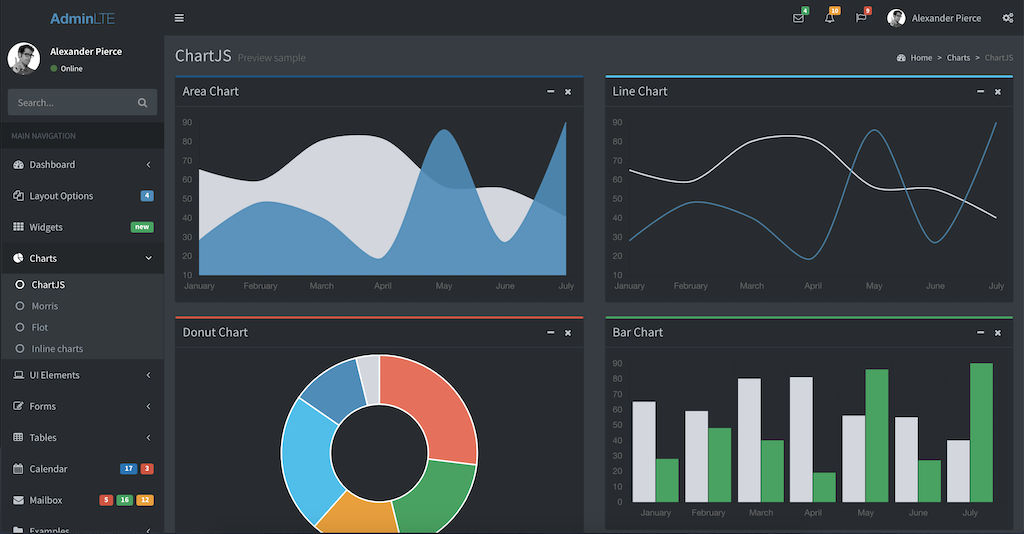 AdminLTE
4
10
9
Alexander Pierce
Alexander Pierce
Online
Search...
MAIN NAVIGATION
Dashboard
Layout Options 4
Widgets new
Charts
ChartJS
Morris
Flot
Inline charts
UI Elements
Forms
Tables
Calendar 17 3
Mailbox 5 16 12
Examples
ChartJS Preview sample
Home > Charts > ChartJS
Area Chart
90
80
70
60
50
40
30
20
10
January February March April May June July
Line Chart
90
80
70
60
50
40
30
20
10
January February March April May June July
Donut Chart
Bar Chart
90
80
70
60
50
40
30
20
10
0
January February March April May June July